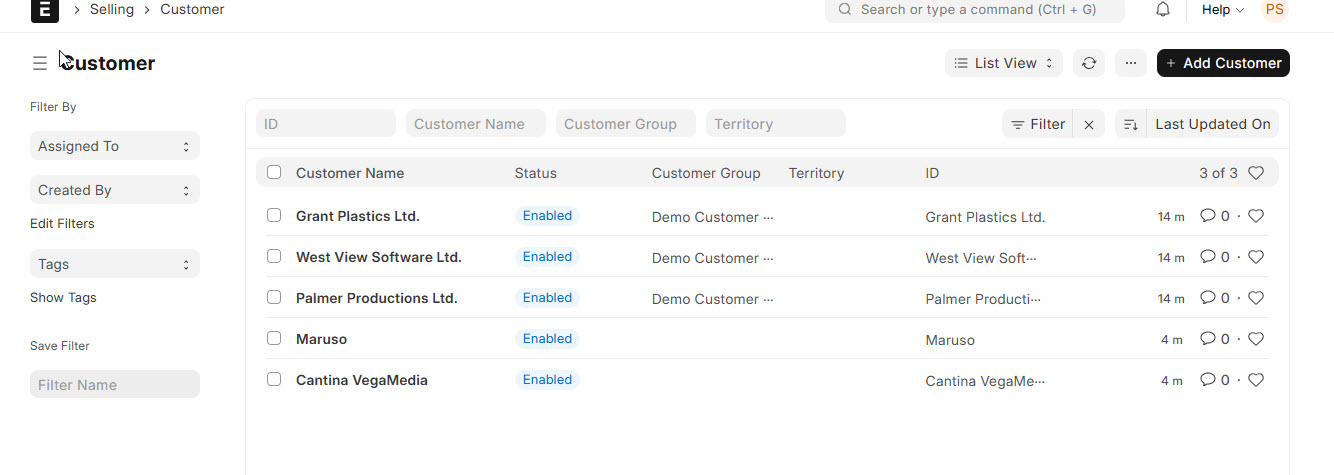 E > Selling > Customer
Search or type a command (Ctrl + G)
Help
PS
Customer
List View
···
+ Add Customer
Filter By
Assigned To
Created By
Edit Filters
Tags
Show Tags
Save Filter
Filter Name
ID
Customer Name
Customer Group
Territory
Filter
Last Updated On
Customer Name Status Customer Group Territory ID 3 of 3
Grant Plastics Ltd. Enabled Demo Customer ··· Grant Plastics Ltd. 14 m 0 ·
West View Software Ltd. Enabled Demo Customer ··· West View Soft··· 14 m 0 ·
Palmer Productions Ltd. Enabled Demo Customer ··· Palmer Producti··· 14 m 0 ·
Maruso Enabled Maruso 4 m 0 ·
Cantina VegaMedia Enabled Cantina VegaMe··· 4 m 0 ·